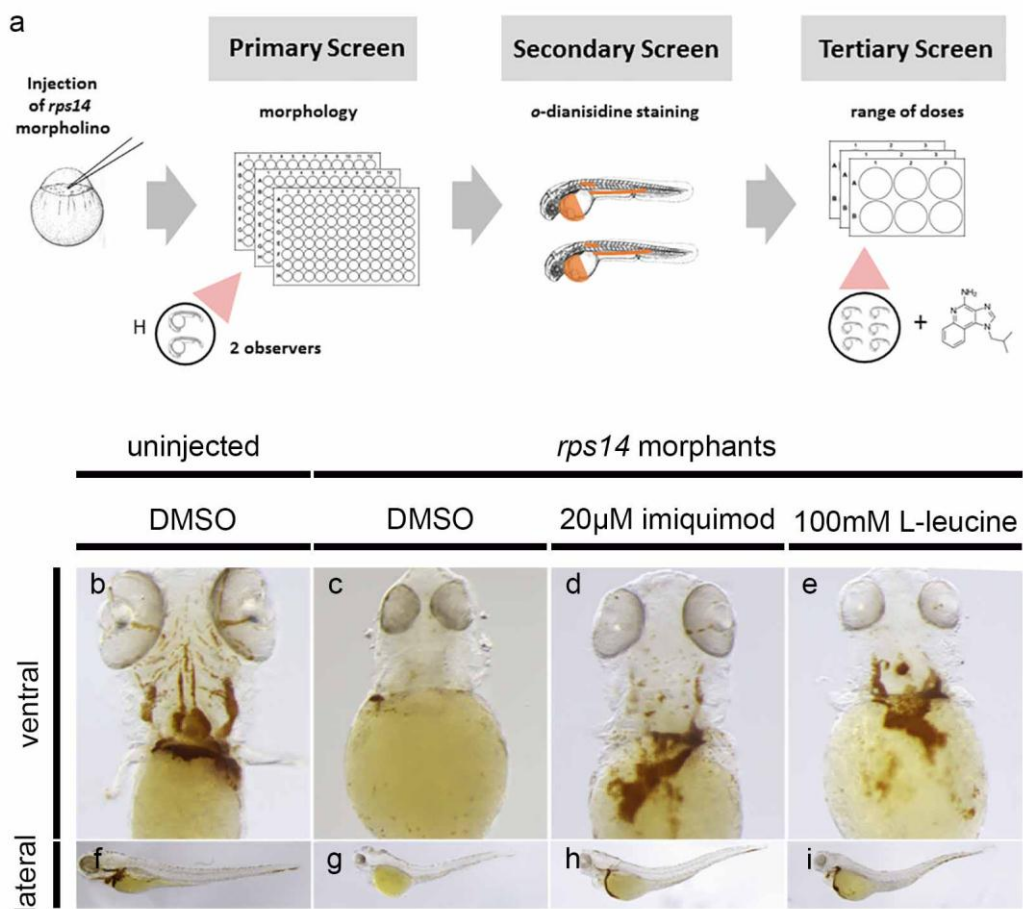 a
Primary Screen
Secondary Screen
Tertiary Screen
Injection
of rps14
morpholino
morphology
o-dianisidine staining
range of doses
H
2 observers
+
NH₂
N
N
N
uninjected
rps14 morphants
DMSO
DMSO
20µM imiquimod
100mM L-leucine
b
c
d
e
ventral
f
g
h
i
lateral